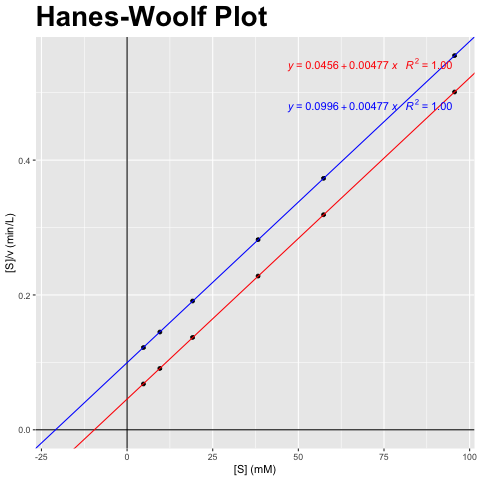 Hanes-Woolf Plot
y = 0.0456 + 0.00477 x R² = 1.00
y = 0.0996 + 0.00477 x R² = 1.00
[S]/v (min/L)
0.4
0.2
0.0
-25 0 25 50 75 100
[S] (mM)